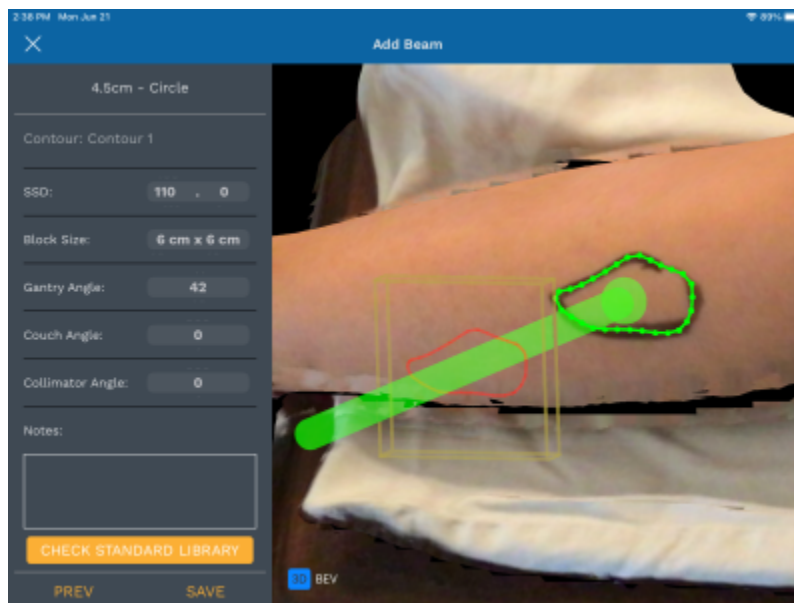 2:38 PM Mon Jun 21
89%
Add Beam
4.5cm - Circle
Contour: Contour 1
SSD: 110 . 0
Block Size: 6 cm x 6 cm
Gantry Angle: 42
Couch Angle: 0
Collimator Angle: 0
Notes:
CHECK STANDARD LIBRARY
PREV SAVE
3D BEV